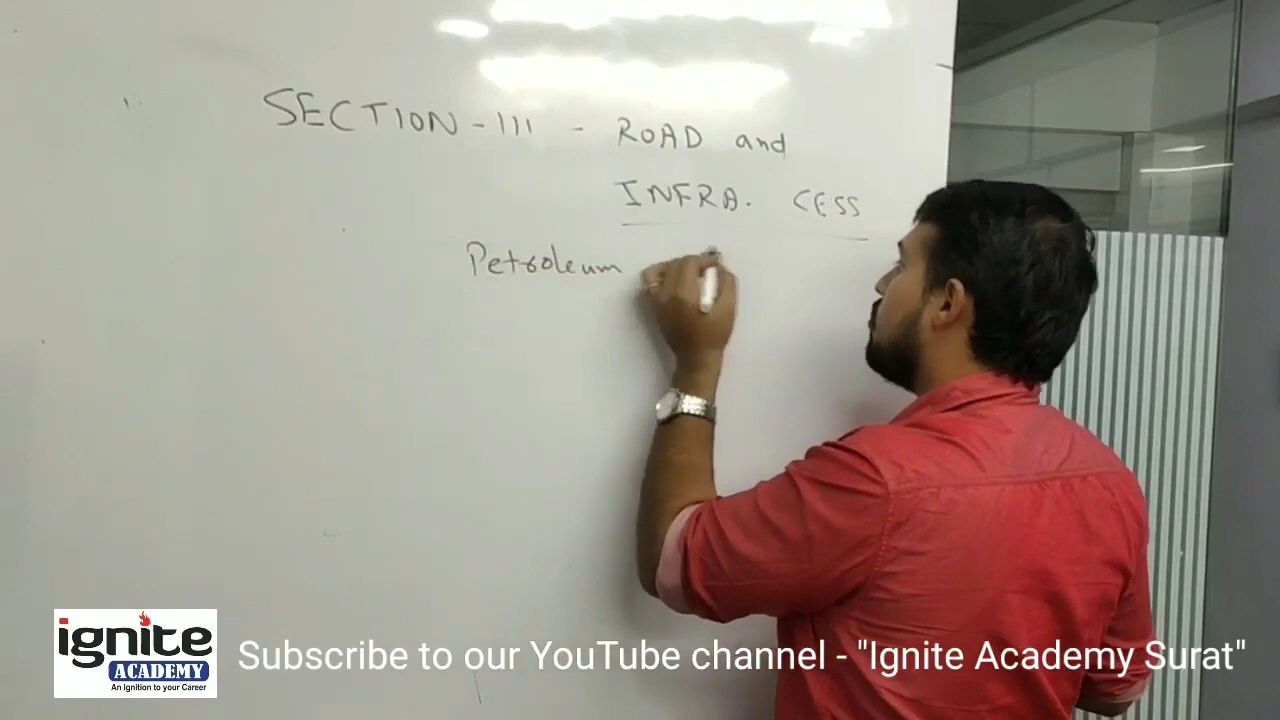 SECTION-III - ROAD and
INFRA. CESS
Petroleum
ignite
ACADEMY
An Ignition to your Career
Subscribe to our YouTube channel - "Ignite Academy Surat"